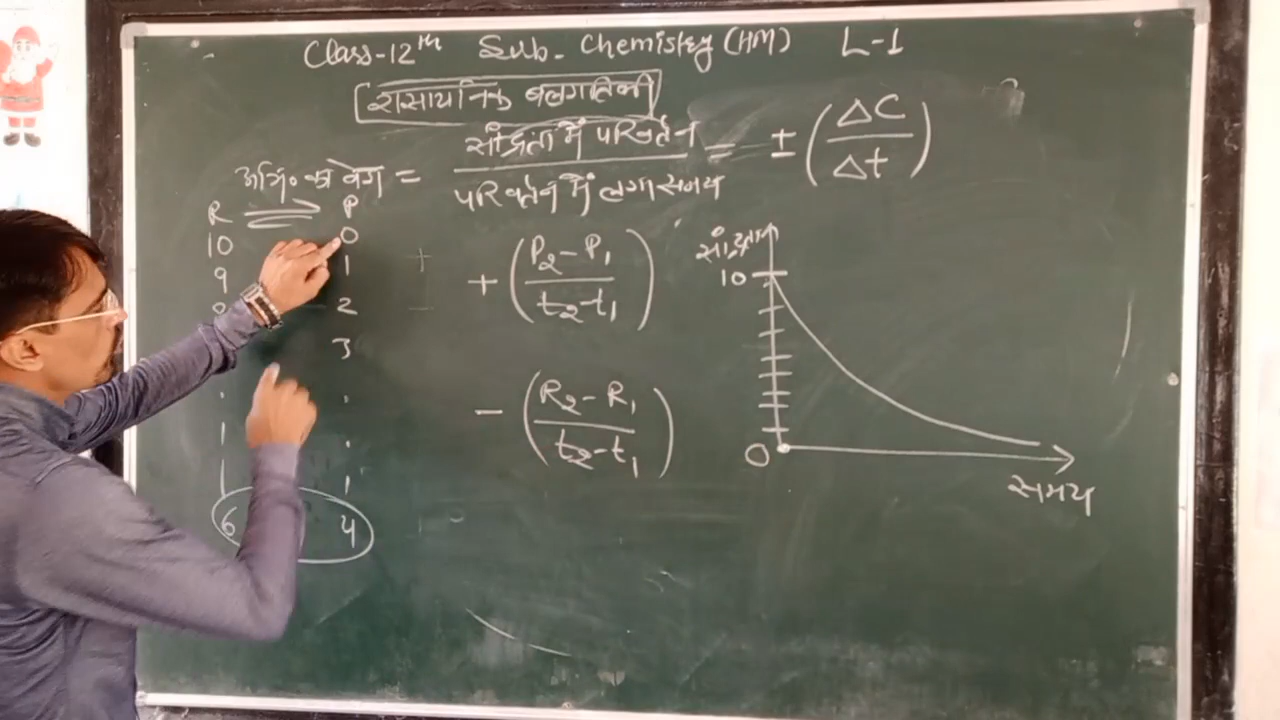 Class-12th Sub- Chemistry (HM) L-1
रासायनिक बलगतिकी
अभि० का वेग = सांद्रता में परिवर्तन / परिवर्तन में लगा समय = ± (ΔC / Δt)
R ⟶ P
10 0
9 1
2
3
6 4
+ (P2 - P1 / t2 - t1)
- (R2 - R1 / t2 - t1)
सांद्रता
10
0
समय